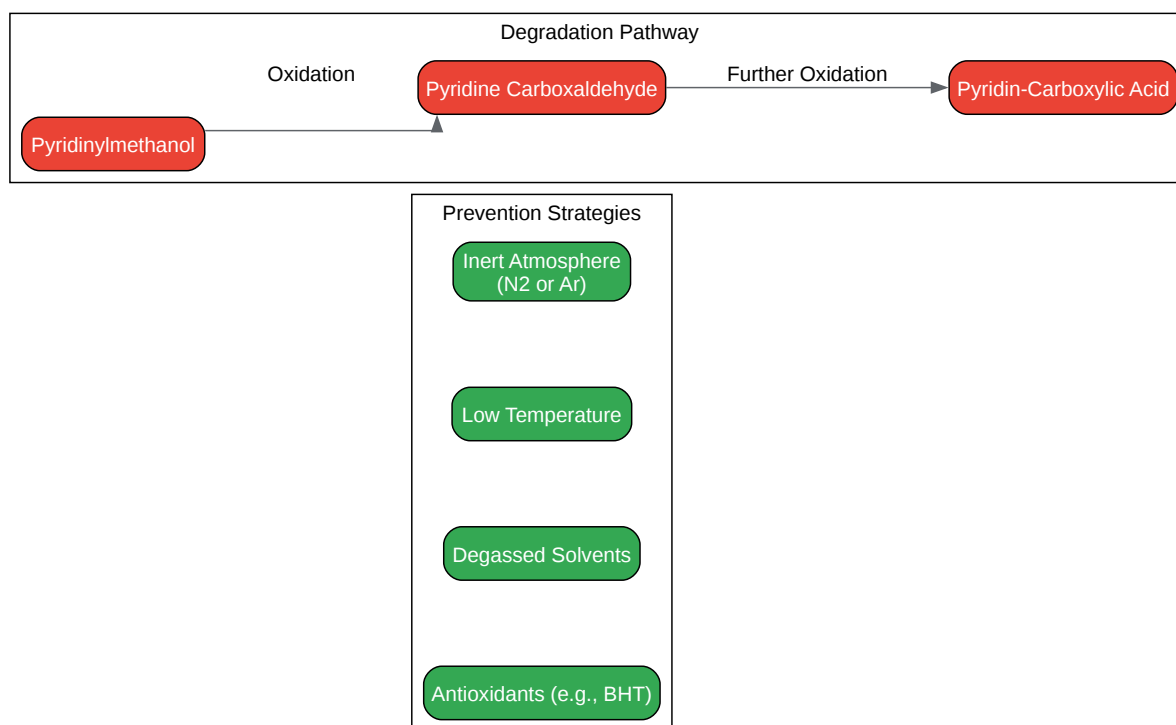 Degradation Pathway
Oxidation
Pyridine Carboxaldehyde
Further Oxidation
Pyridin-Carboxylic Acid
Pyridinylmethanol
Prevention Strategies
Inert Atmosphere
(N2 or Ar)
Low Temperature
Degassed Solvents
Antioxidants (e.g., BHT)